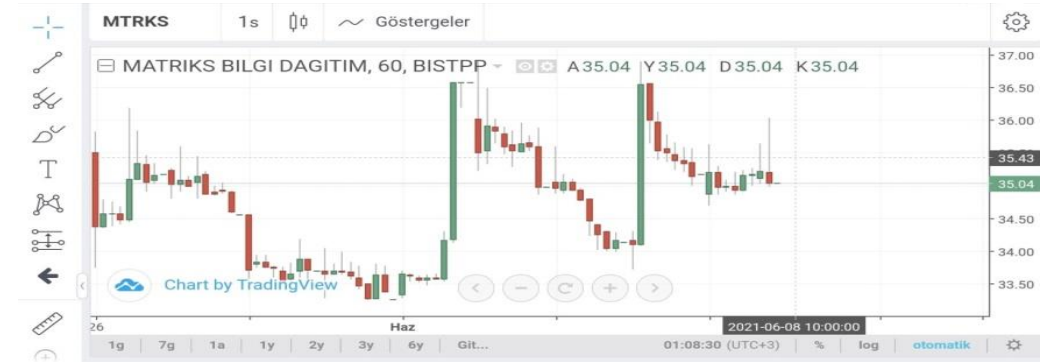 MTRKS 1s Göstergeler
MATRIKS BILGI DAGITIM, 60, BISTPP A35.04 Y35.04 D35.04 K35.04
37.00
36.50
36.00
35.43
35.04
34.50
34.00
33.50
Chart by TradingView
26 Haz 2021-06-08 10:00:00
1g 7g 1a 1y 2y 3y 6y Git... 01:08:30 (UTC+3) % log otomatik